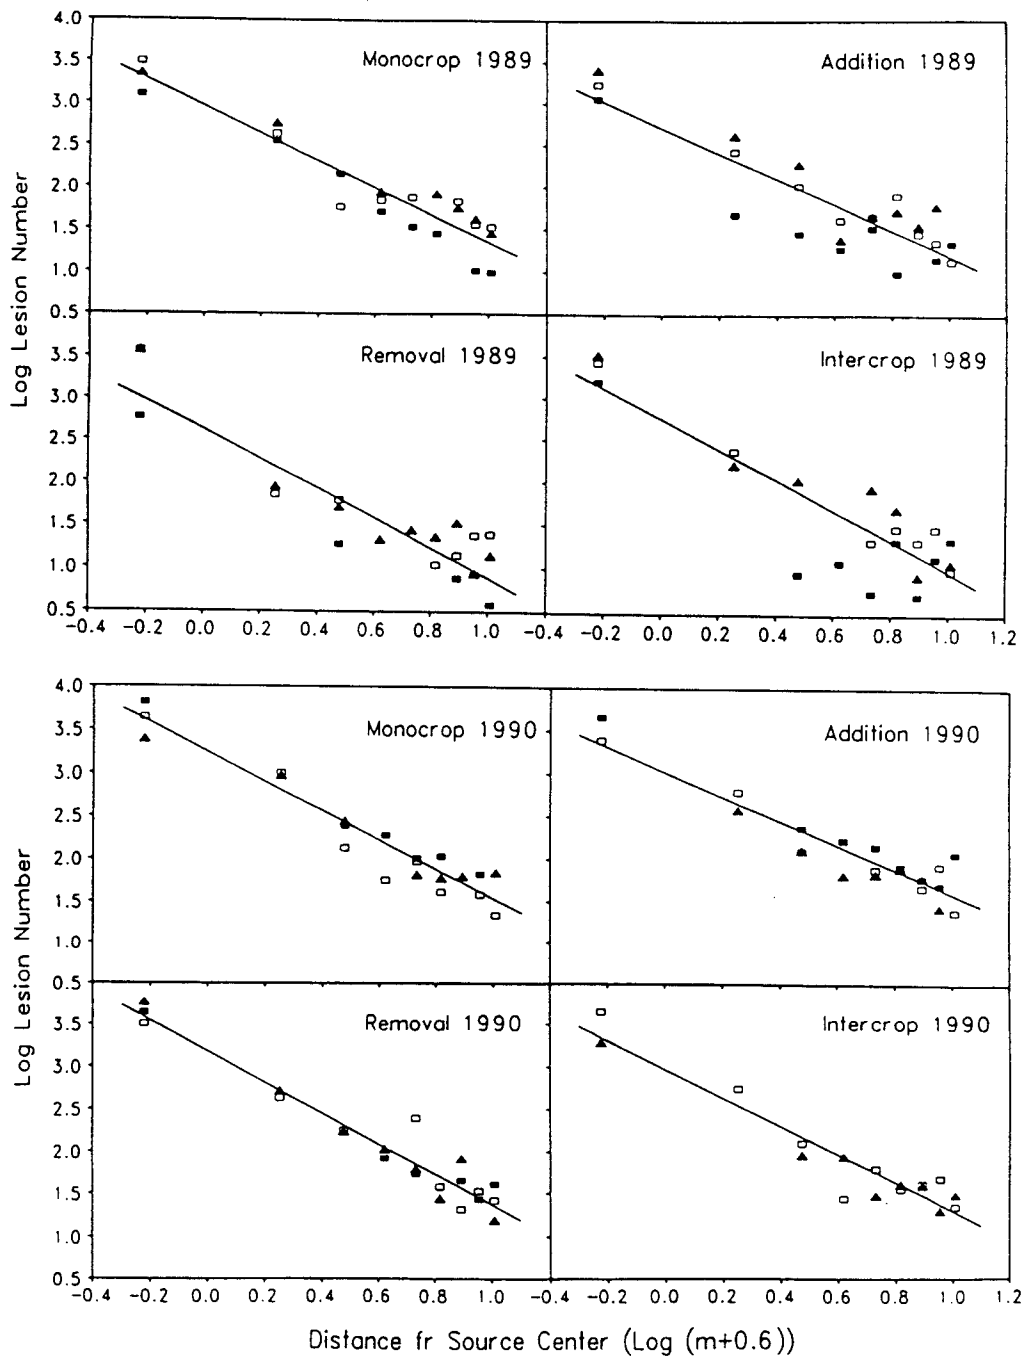 4.0
3.5
3.0
2.5
2.0
1.5
1.0
0.5
Monocrop 1989
Addition 1989
3.5
3.0
2.5
2.0
1.5
1.0
0.5
Removal 1989
Intercrop 1989
Log Lesion Number
-0.4 -0.2 0.0 0.2 0.4 0.6 0.8 1.0 -0.4 -0.2 0.0 0.2 0.4 0.6 0.8 1.0 1.2
4.0
3.5
3.0
2.5
2.0
1.5
1.0
0.5
Monocrop 1990
Addition 1990
3.5
3.0
2.5
2.0
1.5
1.0
0.5
Removal 1990
Intercrop 1990
Log Lesion Number
-0.4 -0.2 0.0 0.2 0.4 0.6 0.8 1.0 -0.4 -0.2 0.0 0.2 0.4 0.6 0.8 1.0 1.2
Distance fr Source Center (Log (m+0.6))